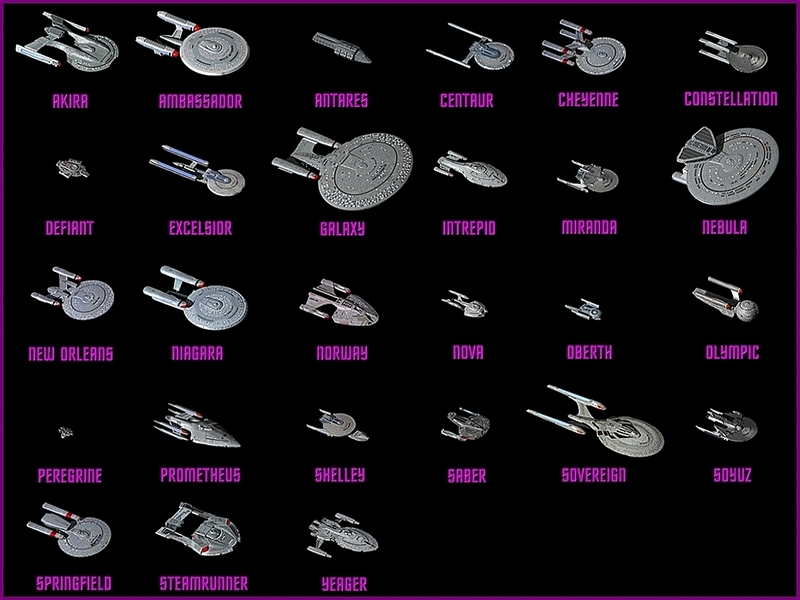 AKIRA AMBASSADOR ANTARES CENTAUR CHEYENNE CONSTELLATION
DEFIANT EXCELSIOR GALAXY INTREPID MIRANDA NEBULA
NEW ORLEANS NIAGARA NORWAY NOVA OBERTH OLYMPIC
PEREGRINE PROMETHEUS SHELLEY SABER SOVEREIGN SOYUZ
SPRINGFIELD STEAMRUNNER YEAGER